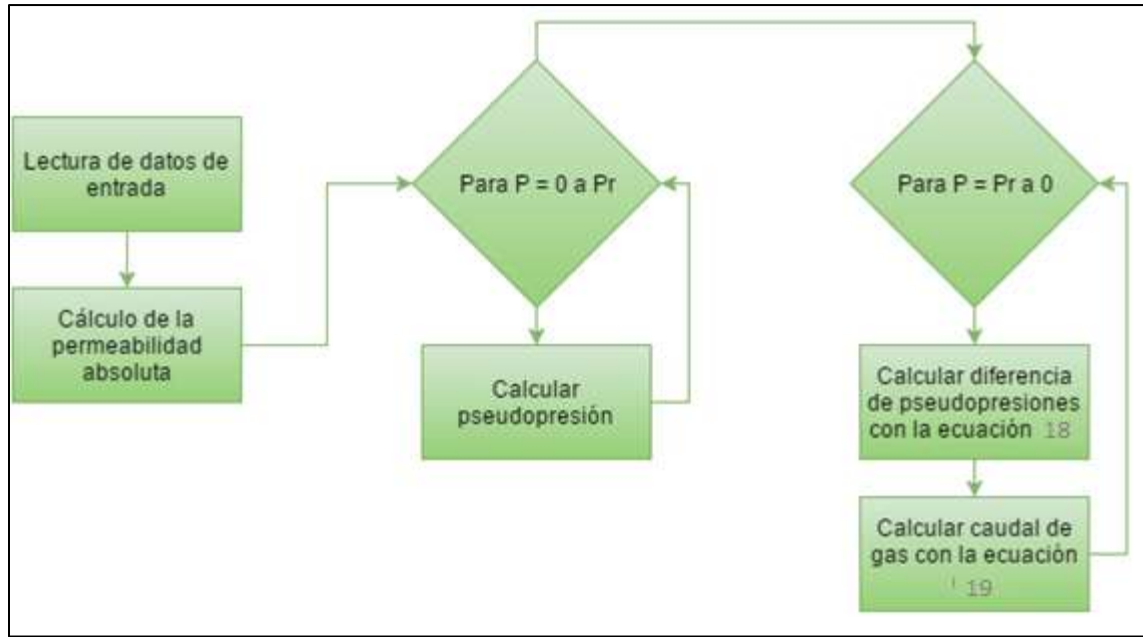 Lectura de datos de
entrada
Cálculo de la
permeabilidad
absoluta
Para P = 0 a Pr
Calcular
pseudopresión
Para P = Pr a 0
Calcular diferencia
de pseudopresiones
con la ecuación 18
Calcular caudal de
gas con la ecuación
19